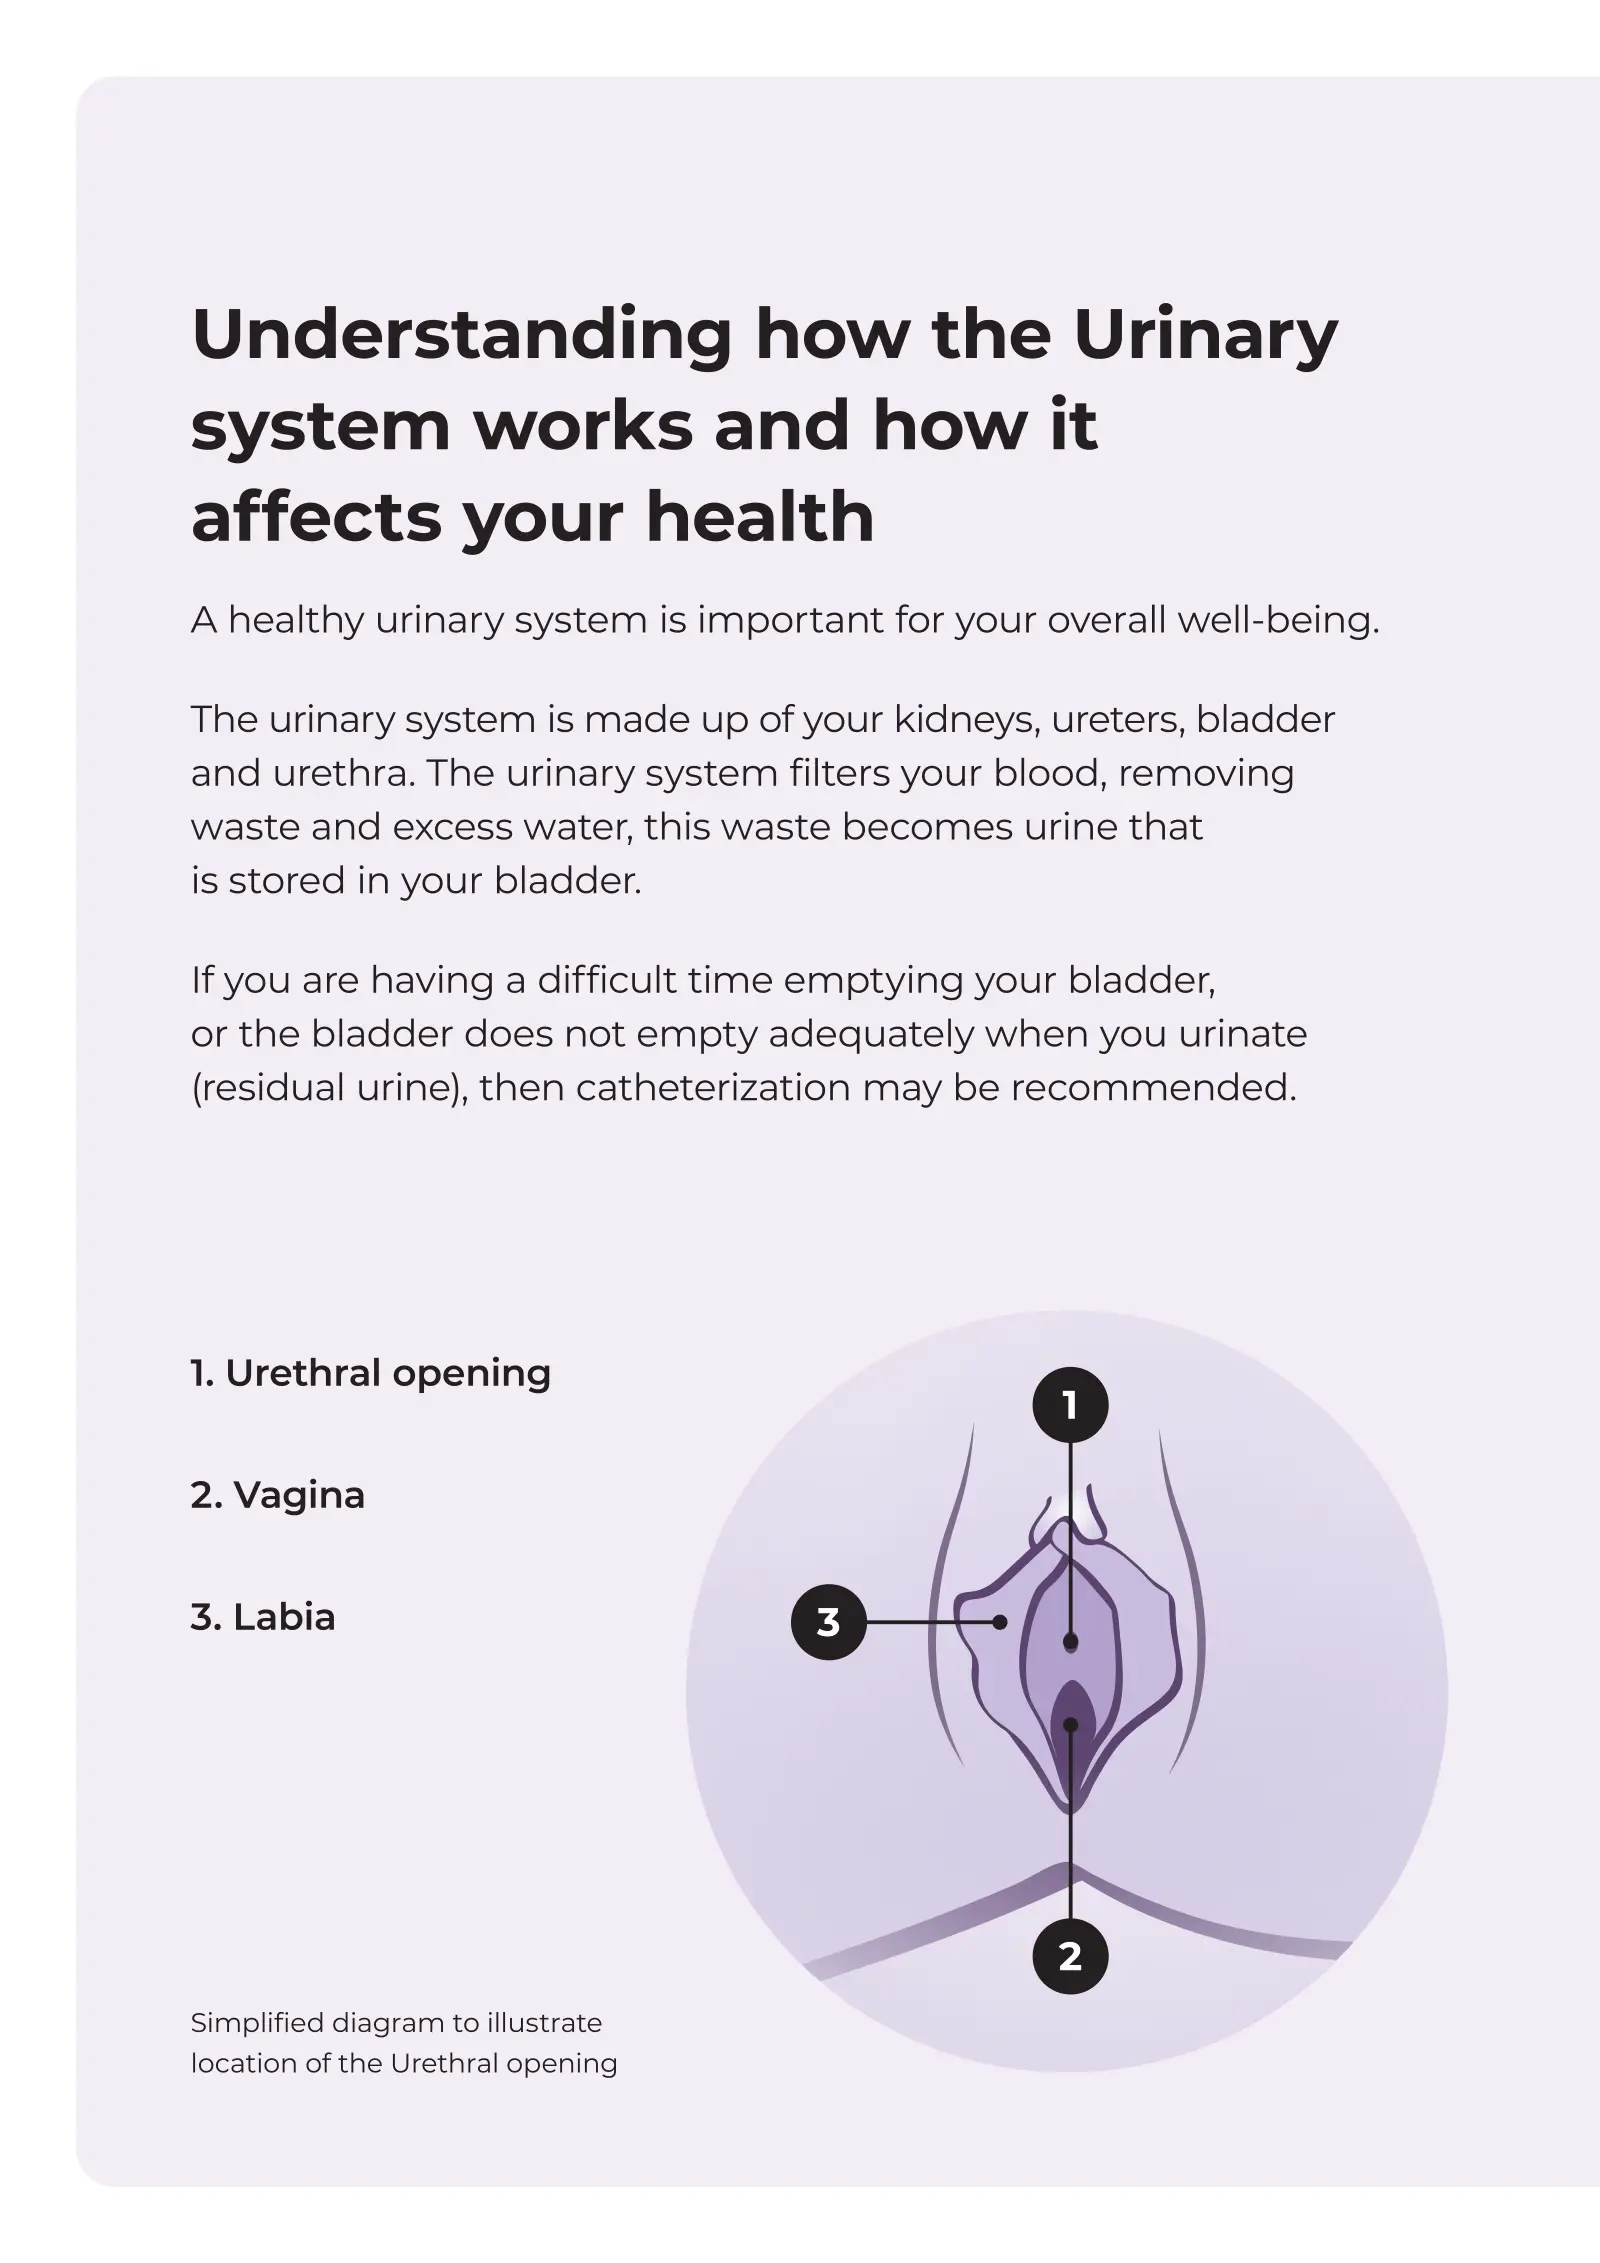 Understanding how the Urinary
system works and how it
affects your health
A healthy urinary system is important for your overall well-being.
The urinary system is made up of your kidneys, ureters, bladder
and urethra. The urinary system filters your blood, removing
waste and excess water, this waste becomes urine that
is stored in your bladder.
If you are having a difficult time emptying your bladder,
or the bladder does not empty adequately when you urinate
(residual urine), then catheterization may be recommended.
1. Urethral opening
2. Vagina
3. Labia
1
3
2
Simplified diagram to illustrate
location of the Urethral opening